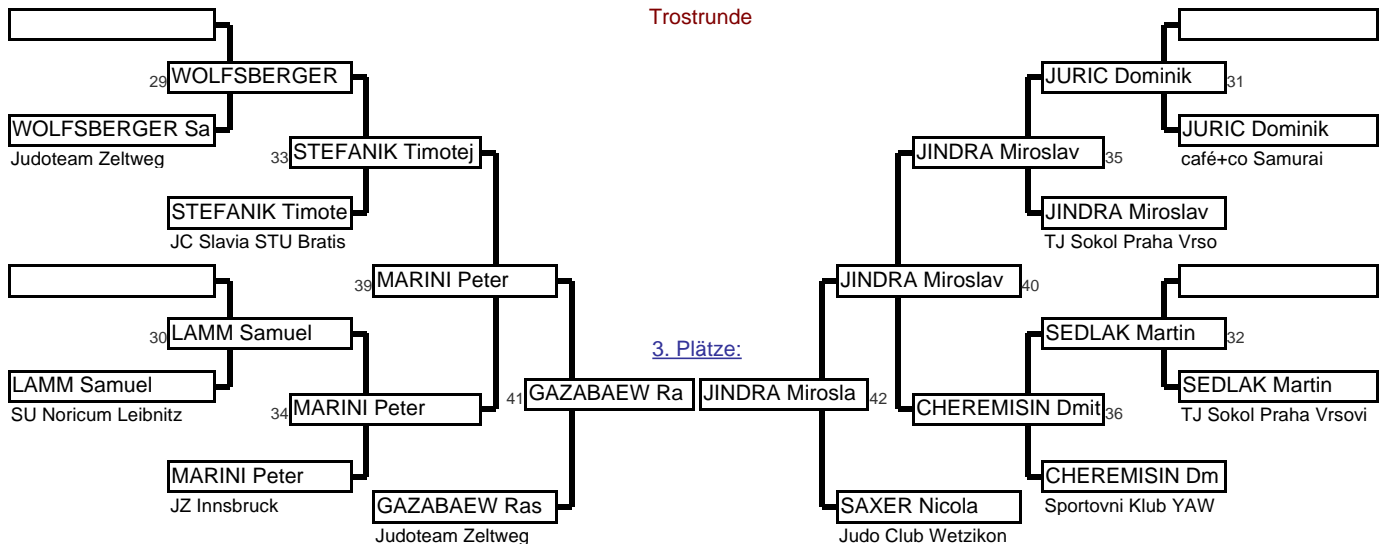 Trostrunde
29 WOLFSBERGER
JURIC Dominik 31
WOLFSBERGER Sa
JURIC Dominik
Judoteam Zeltweg
café+co Samurai
33 STEFANIK Timotej
JINDRA Miroslav 35
STEFANIK Timote
JINDRA Miroslav
JC Slavia STU Bratis
TJ Sokol Praha Vrso
39 MARINI Peter
JINDRA Miroslav 40
30 LAMM Samuel
SEDLAK Martin 32
3. Plätze:
LAMM Samuel
41 GAZABAEW Ra
JINDRA Mirosla 42
SEDLAK Martin
SU Noricum Leibnitz
34 MARINI Peter
CHEREMISIN Dmit 36
TJ Sokol Praha Vrsovi
MARINI Peter
CHEREMISIN Dm
JZ Innsbruck
GAZABAEW Ras
SAXER Nicola
Sportovni Klub YAW
Judoteam Zeltweg
Judo Club Wetzikon